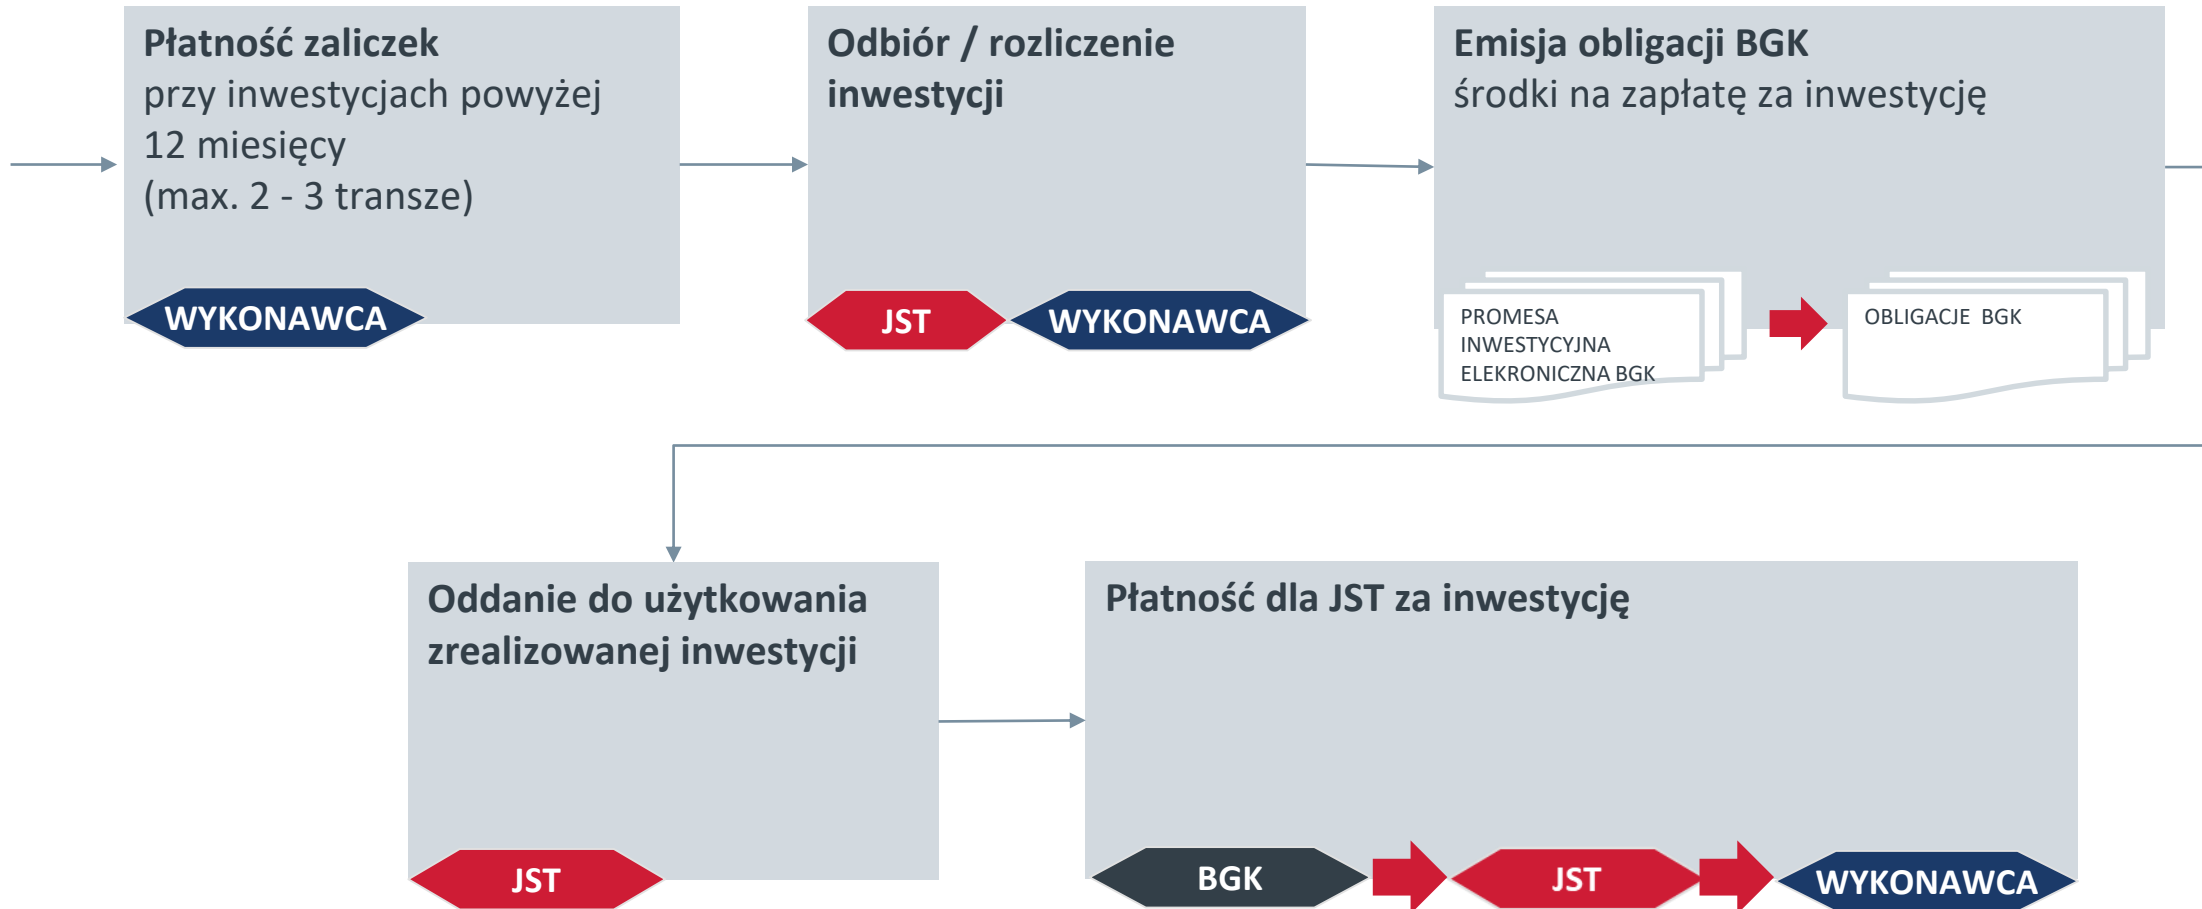 Płatność zaliczek
przy inwestycjach powyżej
12 miesięcy
(max. 2 - 3 transze)
WYKONAWCA
Odbiór / rozliczenie
inwestycji
JST
WYKONAWCA
Emisja obligacji BGK
środki na zapłatę za inwestycję
PROMESA
INWESTYCYJNA
ELEKRONICZNA BGK
OBLIGACJE BGK
Oddanie do użytkowania
zrealizowanej inwestycji
JST
Płatność dla JST za inwestycję
BGK
JST
WYKONAWCA